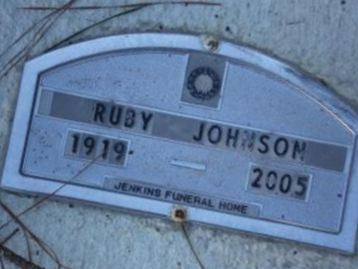 RUBY JOHNSON
1919 - 2005
JENKINS FUNERAL HOME